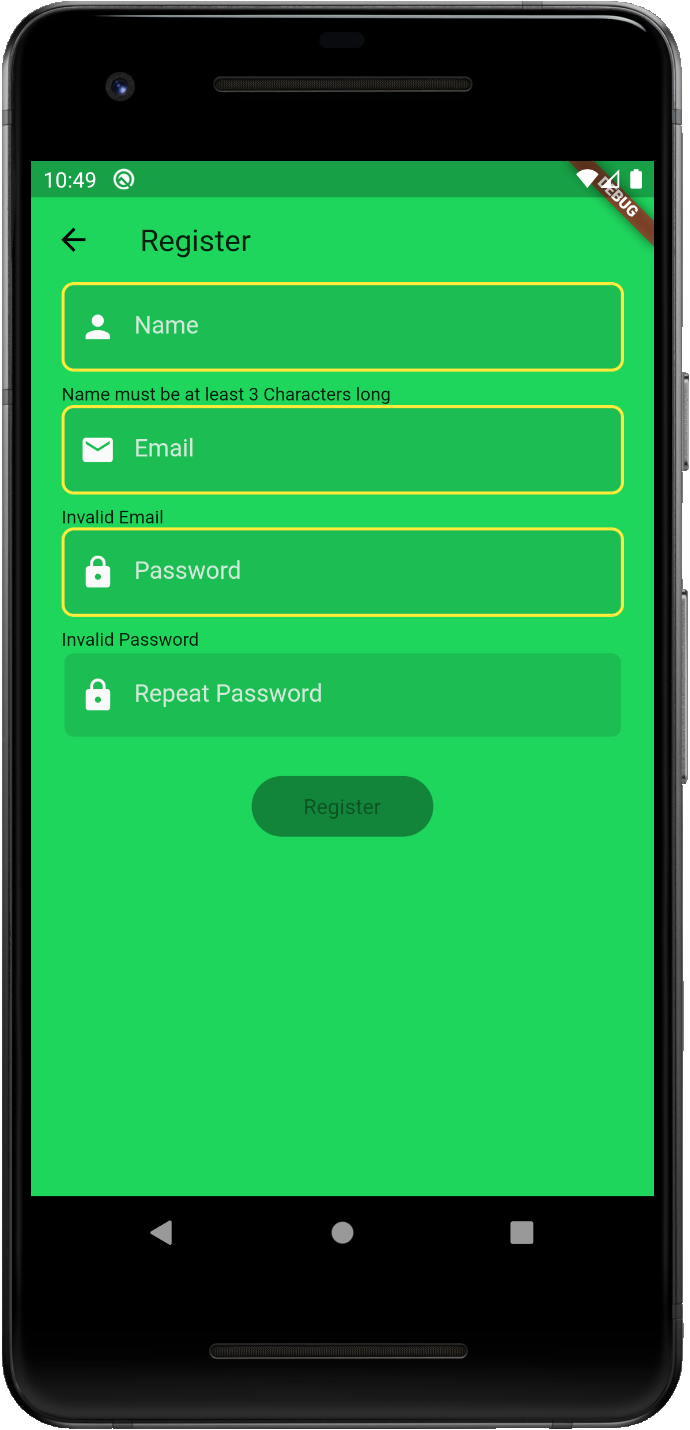 10:49
DEBUG
Register
Name
Name must be at least 3 Characters long
Email
Invalid Email
Password
Invalid Password
Repeat Password
Register